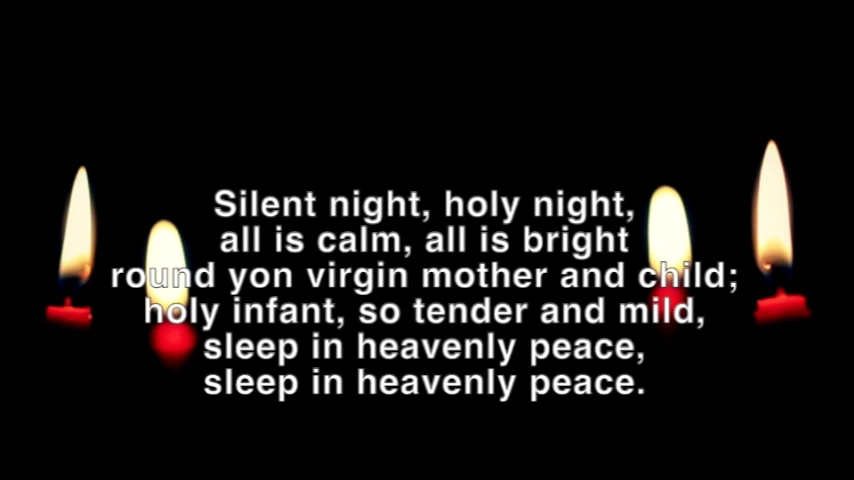 Silent night, holy night,
all is calm, all is bright
round yon virgin mother and child;
holy infant, so tender and mild,
sleep in heavenly peace,
sleep in heavenly peace.